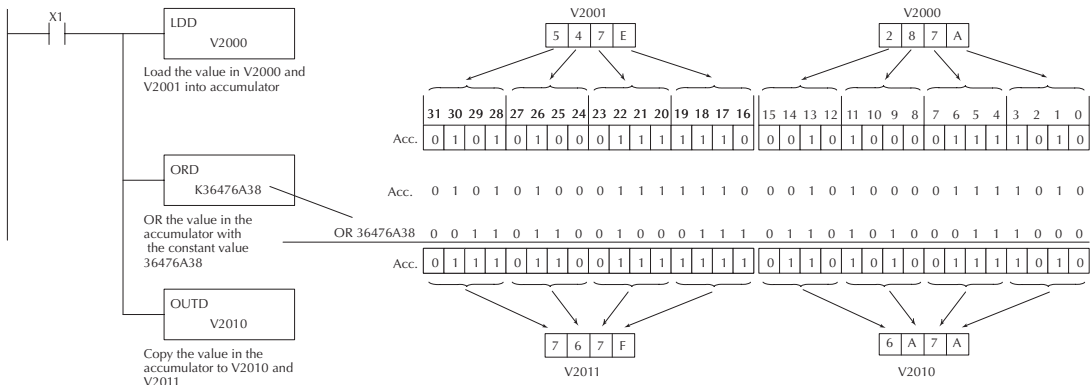 X1
LDD
V2000
Load the value in V2000 and
V2001 into accumulator
ORD
K36476A38
OR the value in the
accumulator with
the constant value
36476A38
OUTD
V2010
Copy the value in the
accumulator to V2010 and
V2011
V2001
5 4 7 E
V2000
2 8 7 A
31 30 29 28 27 26 25 24 23 22 21 20 19 18 17 16 15 14 13 12 11 10 9 8 7 6 5 4 3 2 1 0
Acc. 0 1 0 1 0 1 0 0 0 1 1 1 1 1 1 0 0 0 1 0 1 0 0 0 0 1 1 1 1 0 1 0
Acc. 0 1 0 1 0 1 0 0 0 1 1 1 1 1 1 0 0 0 1 0 1 0 0 0 0 1 1 1 1 0 1 0
OR 36476A38 0 0 1 1 0 1 1 0 0 1 0 0 0 1 1 1 0 1 1 0 1 0 1 0 0 0 1 1 1 0 0 0
Acc. 0 1 1 1 0 1 1 0 0 1 1 1 1 1 1 1 0 1 1 0 1 0 1 0 0 1 1 1 1 0 1 0
7 6 7 F
V2011
6 A 7 A
V2010